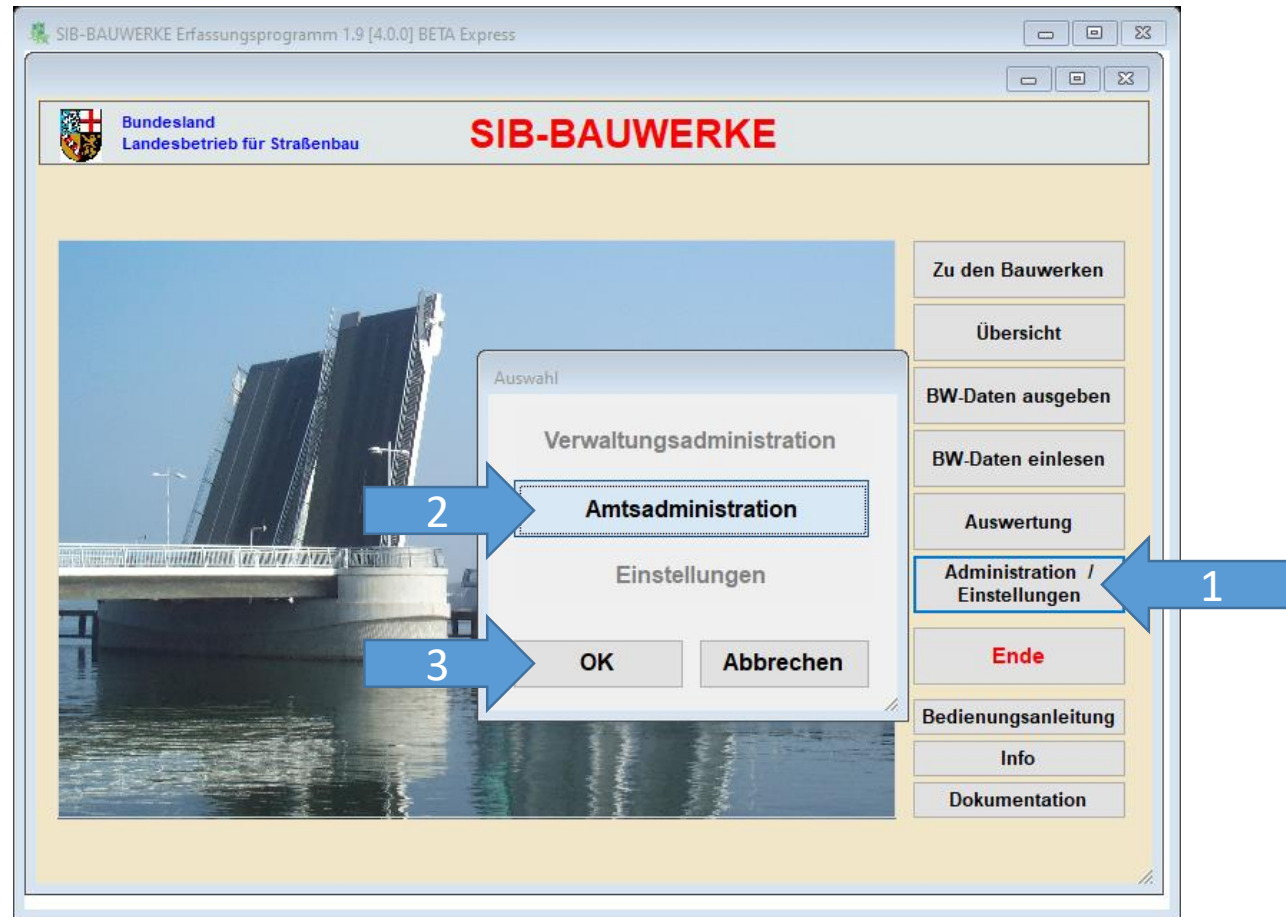 SIB-BAUWERKE Erfassungsprogramm 1.9 [4.0.0] BETA Express
Bundesland
Landesbetrieb für Straßenbau
SIB-BAUWERKE
Zu den Bauwerken
Übersicht
BW-Daten ausgeben
BW-Daten einlesen
Auswertung
Administration /
Einstellungen
1
Ende
Bedienungsanleitung
Info
Dokumentation
Auswahl
Verwaltungsadministration
2
Amtsadministration
Einstellungen
3
OK
Abbrechen